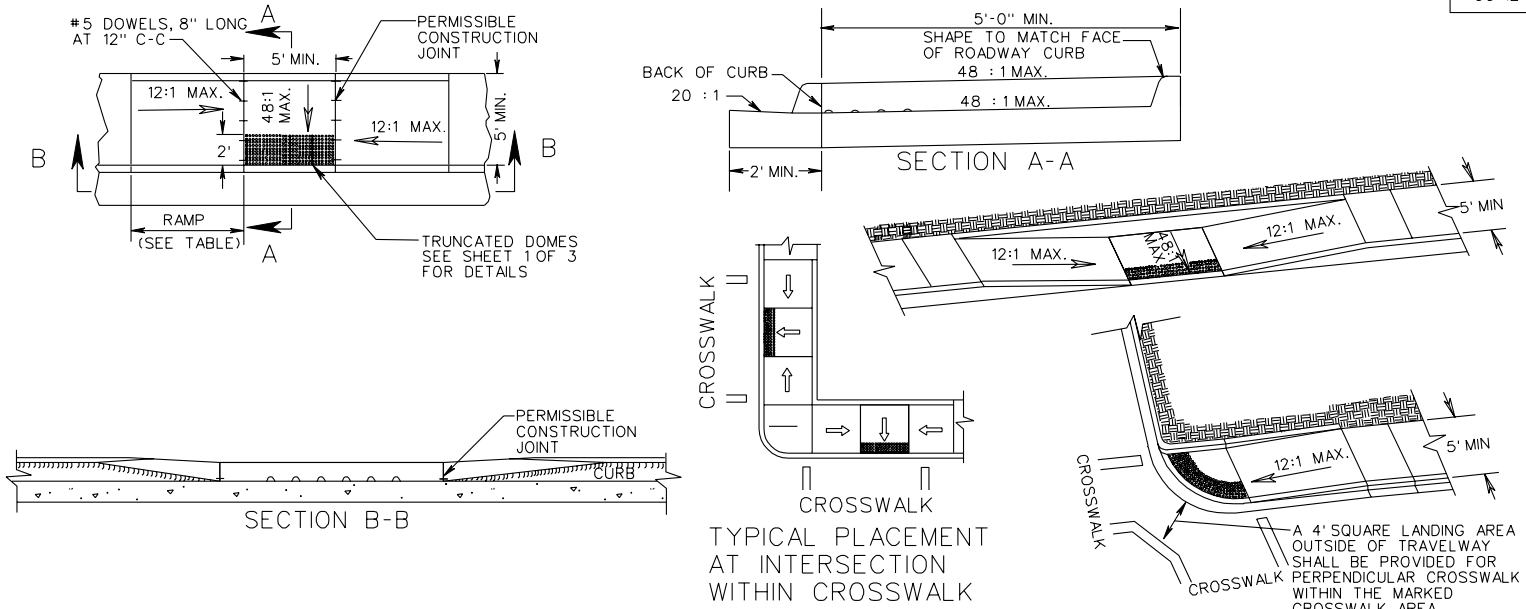 #5 DOWELS, 8" LONG
AT 12" C-C
A
PERMISSIBLE
CONSTRUCTION
JOINT
5' MIN.
12:1 MAX.
48:1
MAX.
12:1 MAX.
5' MIN.
2'
B
B
RAMP
(SEE TABLE)
A
TRUNCATED DOMES
SEE SHEET 1 OF 3
FOR DETAILS
5'-0" MIN.
SHAPE TO MATCH FACE
OF ROADWAY CURB
BACK OF CURB
48 : 1 MAX.
20 : 1
48 : 1 MAX.
SECTION A-A
2' MIN.
5' MIN
12:1 MAX.
48:1
MAX
12:1 MAX.
CROSSWALK
CROSSWALK
TYPICAL PLACEMENT
AT INTERSECTION
WITHIN CROSSWALK
PERMISSIBLE
CONSTRUCTION
JOINT
CURB
SECTION B-B
5' MIN
12:1 MAX.
CROSSWALK
CROSSWALK
A 4' SQUARE LANDING AREA
OUTSIDE OF TRAVELWAY
SHALL BE PROVIDED FOR
PERPENDICULAR CROSSWALK
WITHIN THE MARKED
CROSSWALK AREA